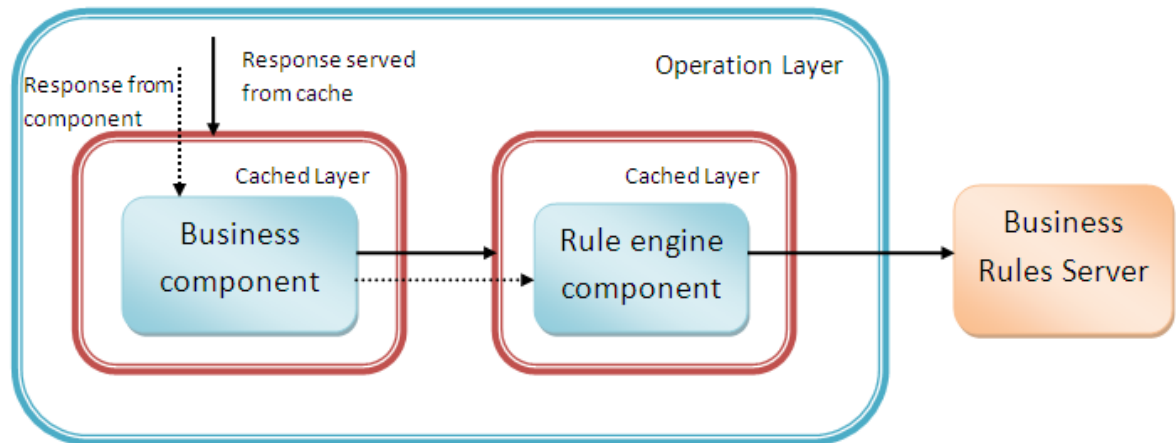 Operation Layer
Response served
from cache
Response from
component
Cached Layer
Cached Layer
Business
component
Rule engine
component
Business
Rules Server